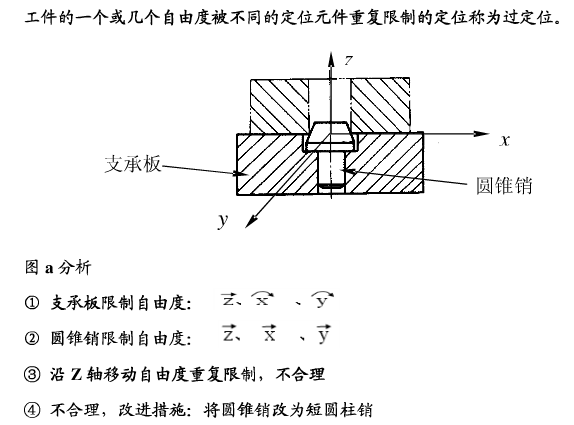 工件的一个或几个自由度被不同的定位元件重复限制的定位称为过定位。
z
x
支承板
圆锥销
y
图 a 分析
① 支承板限制自由度： z⃗、x⏜、y⏜
② 圆锥销限制自由度： z⃗、x⃗、y⃗
③ 沿 Z 轴移动自由度重复限制，不合理
④ 不合理，改进措施：将圆锥销改为短圆柱销